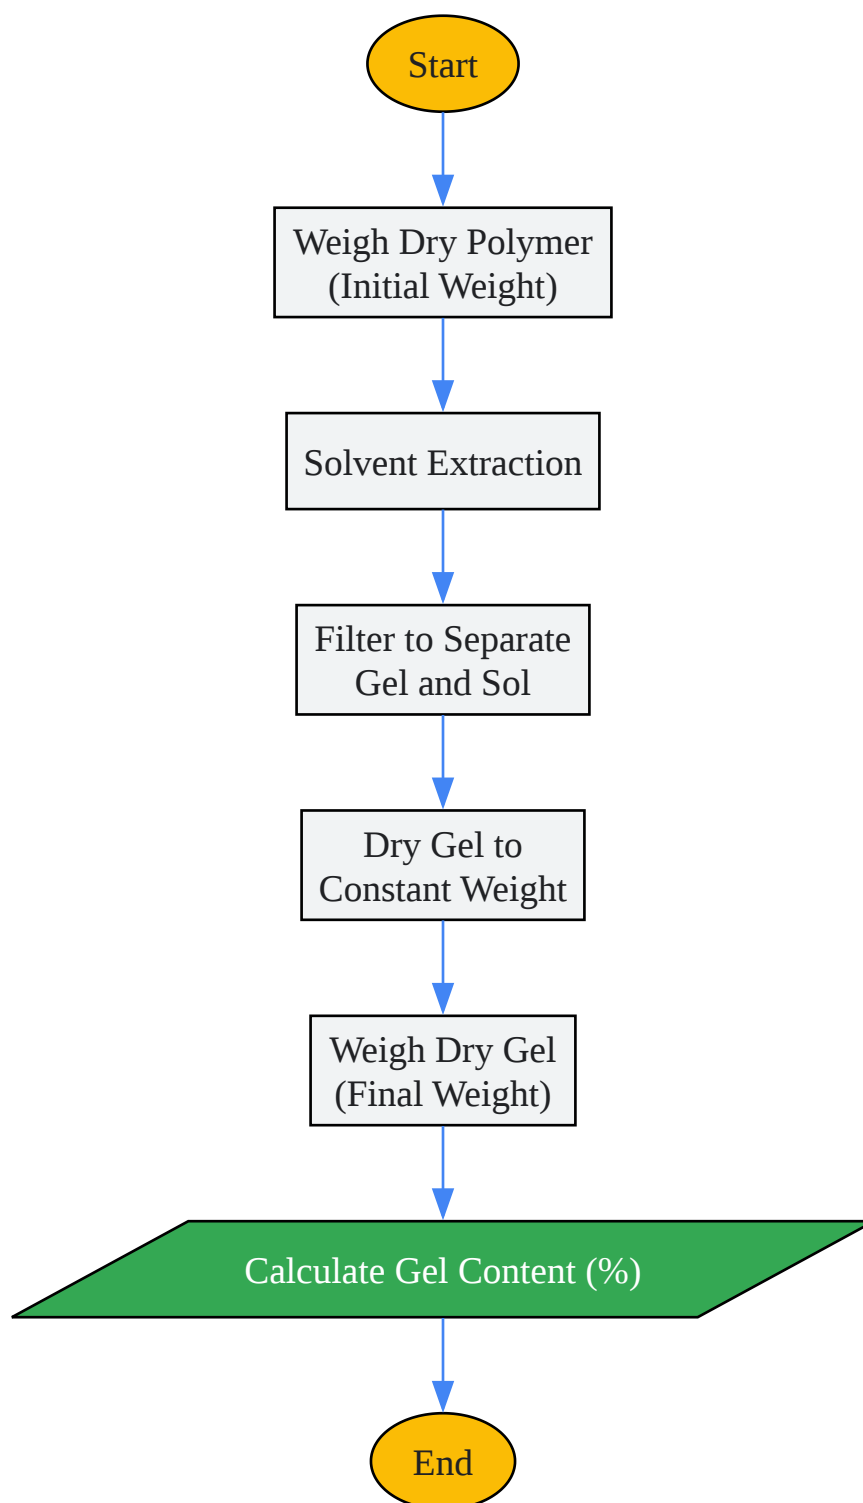 Start
Weigh Dry Polymer
(Initial Weight)
Solvent Extraction
Filter to Separate
Gel and Sol
Dry Gel to
Constant Weight
Weigh Dry Gel
(Final Weight)
Calculate Gel Content (%)
End